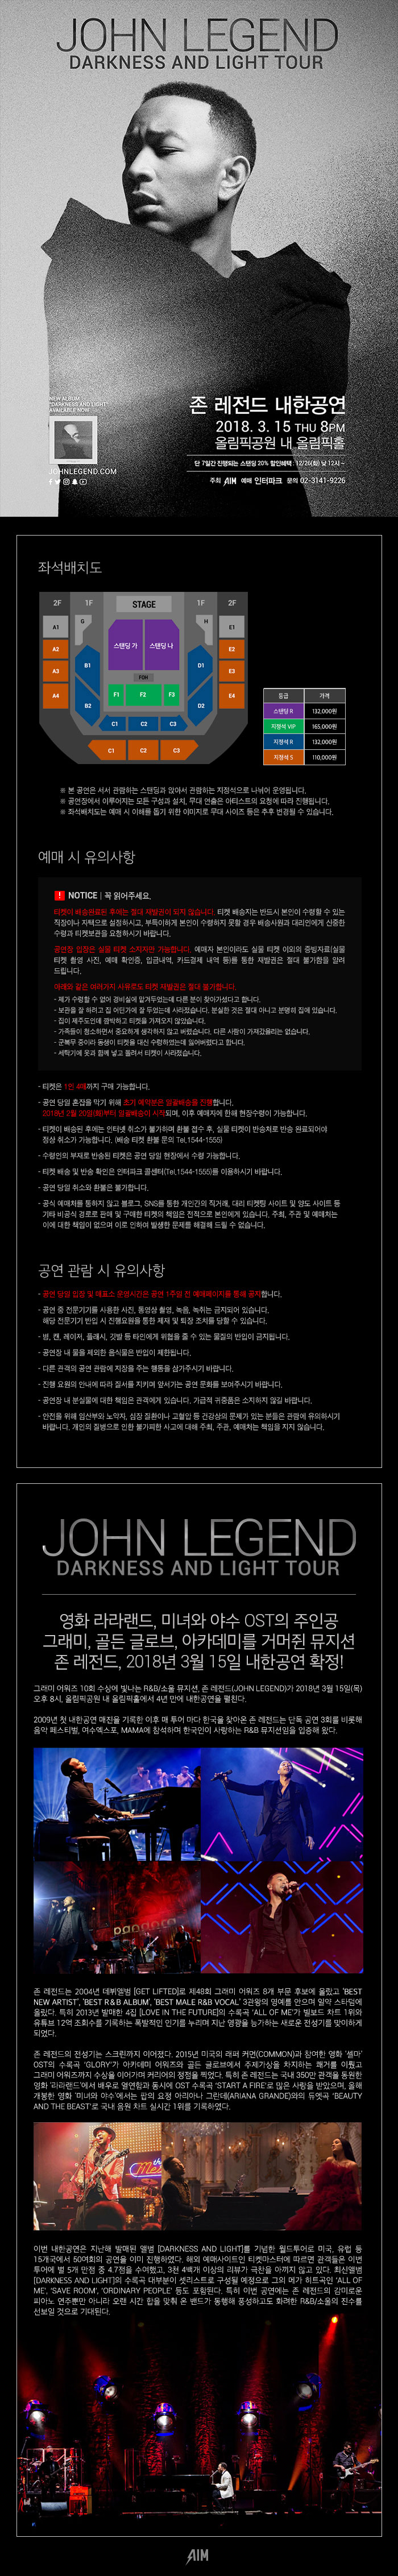 JOHN LEGEND
DARKNESS AND LIGHT TOUR
NEW ALBUM
"DARKNESS AND LIGHT"
AVAILABLE NOW
JOHNLEGEND.COM
존 레전드 내한공연
2018. 3. 15 THU 8PM
올림픽공원 내 올림픽홀
단 7일간 진행되는 스탠딩 20% 할인혜택 : 12/26(화) 낮 12시 ~
주최 AIM 예매 인터파크 문의 02-3141-9226
좌석배치도
2F 1F STAGE 1F 2F
A1 G H E1
A2 스탠딩 가 스탠딩 나 E2
A3 B1 D1 E3
FOH
A4 F1 F2 F3 E4
B2 D2
C1 C2 C3
C1 C2 C3
등급 가격
스탠딩 R 132,000원
지정석 VIP 165,000원
지정석 R 132,000원
지정석 S 110,000원
※ 본 공연은 서서 관람하는 스탠딩과 앉아서 관람하는 지정석으로 나뉘어 운영됩니다.
※ 공연장에서 이루어지는 모든 구성과 설치, 무대 연출은 아티스트의 요청에 따라 진행됩니다.
※ 좌석배치도는 예매 시 이해를 돕기 위한 이미지로 무대 사이즈 등은 추후 변경될 수 있습니다.
예매 시 유의사항
! NOTICE | 꼭 읽어주세요.
티켓이 배송완료된 후에는 절대 재발권이 되지 않습니다. 티켓 배송지는 반드시 본인이 수령할 수 있는
직장이나 자택으로 설정하시고, 부득이하게 본인이 수령하지 못할 경우 배송사원과 대리인에게 신중한
수령과 티켓보관을 요청하시기 바랍니다.
공연장 입장은 실물 티켓 소지자만 가능합니다. 예매자 본인이라도 실물 티켓 이외의 증빙자료(실물
티켓 촬영 사진, 예매 확인증, 입금내역, 카드결제 내역 등)를 통한 재발권은 절대 불가함을 알려
드립니다.
아래와 같은 여러가지 사유로도 티켓 재발권은 절대 불가합니다.
- 제가 수령할 수 없어 경비실에 맡겨두었는데 다른 분이 찾아가셨다고 합니다.
- 보관을 잘 하려고 집 어딘가에 잘 두었는데 사라졌습니다. 분실한 것은 절대 아니고 분명히 집에 있습니다.
- 집이 제주도인데 깜박하고 티켓을 가져오지 않았습니다.
- 가족들이 청소하면서 중요하게 생각하지 않고 버렸습니다. 다른 사람이 가져갔을리는 없습니다.
- 군복무 중이라 동생이 티켓을 대신 수령하였는데 잃어버렸다고 합니다.
- 세탁기에 옷과 함께 넣고 돌려서 티켓이 사라졌습니다.
- 티켓은 1인 4매까지 구매 가능합니다.
- 공연 당일 혼잡을 막기 위해 초기 예약분은 일괄배송을 진행합니다.
2018년 2월 20일(화)부터 일괄배송이 시작되며, 이후 예매자에 한해 현장수령이 가능합니다.
- 티켓이 배송된 후에는 인터넷 취소가 불가하며 환불 접수 후, 실물 티켓이 반송처로 반송 완료되어야
정상 취소가 가능합니다. (배송 티켓 환불 문의 Tel.1544-1555)
- 수령인의 부재로 반송된 티켓은 공연 당일 현장에서 수령 가능합니다.
- 티켓 배송 및 반송 확인은 인터파크 콜센터(Tel.1544-1555)를 이용하시기 바랍니다.
- 공연 당일 취소와 환불은 불가합니다.
- 공식 예매처를 통하지 않고 블로그, SNS를 통한 개인간의 직거래, 대리 티켓팅 사이트 및 양도 사이트 등
기타 비공식 경로로 판매 및 구매한 티켓의 책임은 전적으로 본인에게 있습니다. 주최, 주관 및 예매처는
이에 대한 책임이 없으며 이로 인하여 발생한 문제를 해결해 드릴 수 없습니다.
공연 관람 시 유의사항
- 공연 당일 입장 및 매표소 운영시간은 공연 1주일 전 예매페이지를 통해 공지합니다.
- 공연 중 전문기기를 사용한 사진, 동영상 촬영, 녹음, 녹취는 금지되어 있습니다.
해당 전문기기 반입 시 진행요원을 통한 제재 및 퇴장 조치를 당할 수 있습니다.
- 병, 캔, 레이저, 플래시, 깃발 등 타인에게 위협을 줄 수 있는 물질의 반입이 금지됩니다.
- 공연장 내 물을 제외한 음식물은 반입이 제한됩니다.
- 다른 관객의 공연 관람에 지장을 주는 행동을 삼가주시기 바랍니다.
- 진행 요원의 안내에 따라 질서를 지키며 앞서가는 공연 문화를 보여주시기 바랍니다.
- 공연장 내 분실물에 대한 책임은 관객에게 있습니다. 가급적 귀중품은 소지하지 않길 바랍니다.
- 안전을 위해 임산부와 노약자, 심장 질환이나 고혈압 등 건강상의 문제가 있는 분들은 관람에 유의하시기
바랍니다. 개인의 질병으로 인한 불가피한 사고에 대해 주최, 주관, 예매처는 책임을 지지 않습니다.
JOHN LEGEND
DARKNESS AND LIGHT TOUR
영화 라라랜드, 미녀와 야수 OST의 주인공
그래미, 골든 글로브, 아카데미를 거머쥔 뮤지션
존 레전드, 2018년 3월 15일 내한공연 확정!
그래미 어워즈 10회 수상에 빛나는 R&B/소울 뮤지션, 존 레전드(JOHN LEGEND)가 2018년 3월 15일(목)
오후 8시, 올림픽공원 내 올림픽홀에서 4년 만에 내한공연을 펼친다.
2009년 첫 내한공연 매진을 기록한 이후 매 투어 마다 한국을 찾아온 존 레전드는 단독 공연 3회를 비롯해
음악 페스티벌, 여수엑스포, MAMA에 참석하며 한국인이 사랑하는 R&B 뮤지션임을 입증해 왔다.
pandora
존 레전드는 2004년 데뷔앨범 [GET LIFTED]로 제48회 그래미 어워즈 8개 부문 후보에 올랐고 'BEST
NEW ARTIST', 'BEST R&B ALBUM', 'BEST MALE R&B VOCAL' 3관왕의 영예를 안으며 일약 스타덤에
올랐다. 특히 2013년 발매한 4집 [LOVE IN THE FUTURE]의 수록곡 'ALL OF ME'가 빌보드 차트 1위와
유튜브 12억 조회수를 기록하는 폭발적인 인기를 누리며 지난 영광을 능가하는 새로운 전성기를 맞이하게
되었다.
존 레전드의 전성기는 스크린까지 이어졌다. 2015년 미국의 래퍼 커먼(COMMON)과 참여한 영화 '셀마'
OST의 수록곡 'GLORY'가 아카데미 어워즈와 골든 글로브에서 주제가상을 차지하는 쾌거를 이뤘고
그래미 어워즈까지 수상을 이어가며 커리어의 정점을 찍었다. 특히 존 레전드는 국내 350만 관객을 동원한
영화 '라라랜드'에서 배우로 열연함과 동시에 OST 수록곡 'START A FIRE'로 많은 사랑을 받았으며, 올해
개봉한 영화 '미녀와 야수'에서는 팝의 요정 아리아나 그란데(ARIANA GRANDE)와의 듀엣곡 'BEAUTY
AND THE BEAST'로 국내 음원 차트 실시간 1위를 기록하였다.
이번 내한공연은 지난해 발매된 앨범 [DARKNESS AND LIGHT]를 기념한 월드투어로 미국, 유럽 등
15개국에서 50여회의 공연을 이미 진행하였다. 해외 예매사이트인 티켓마스터에 따르면 관객들은 이번
투어에 별 5개 만점 중 4.7점을 수여했고, 3천 4백개 이상의 리뷰가 극찬을 아끼지 않고 있다. 최신앨범
[DARKNESS AND LIGHT]의 수록곡 대부분이 셋리스트로 구성될 예정으로 그의 메가 히트곡인 'ALL OF
ME', 'SAVE ROOM', 'ORDINARY PEOPLE' 등도 포함된다. 특히 이번 공연에는 존 레전드의 감미로운
피아노 연주뿐만 아니라 오랜 시간 합을 맞춰 온 밴드가 동행해 풍성하고도 화려한 R&B/소울의 진수를
선보일 것으로 기대된다.
AIM